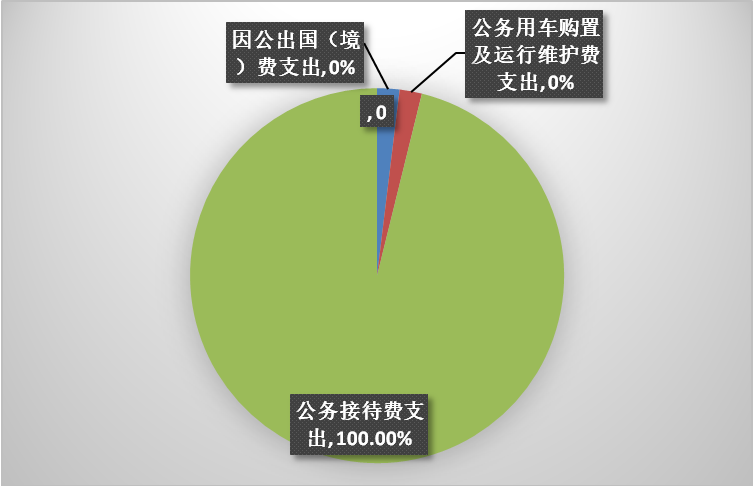 因公出国（境
）费支出,0%
公务用车购置
及运行维护费
支出,0%
,0
公务接待费支
出,100.00%